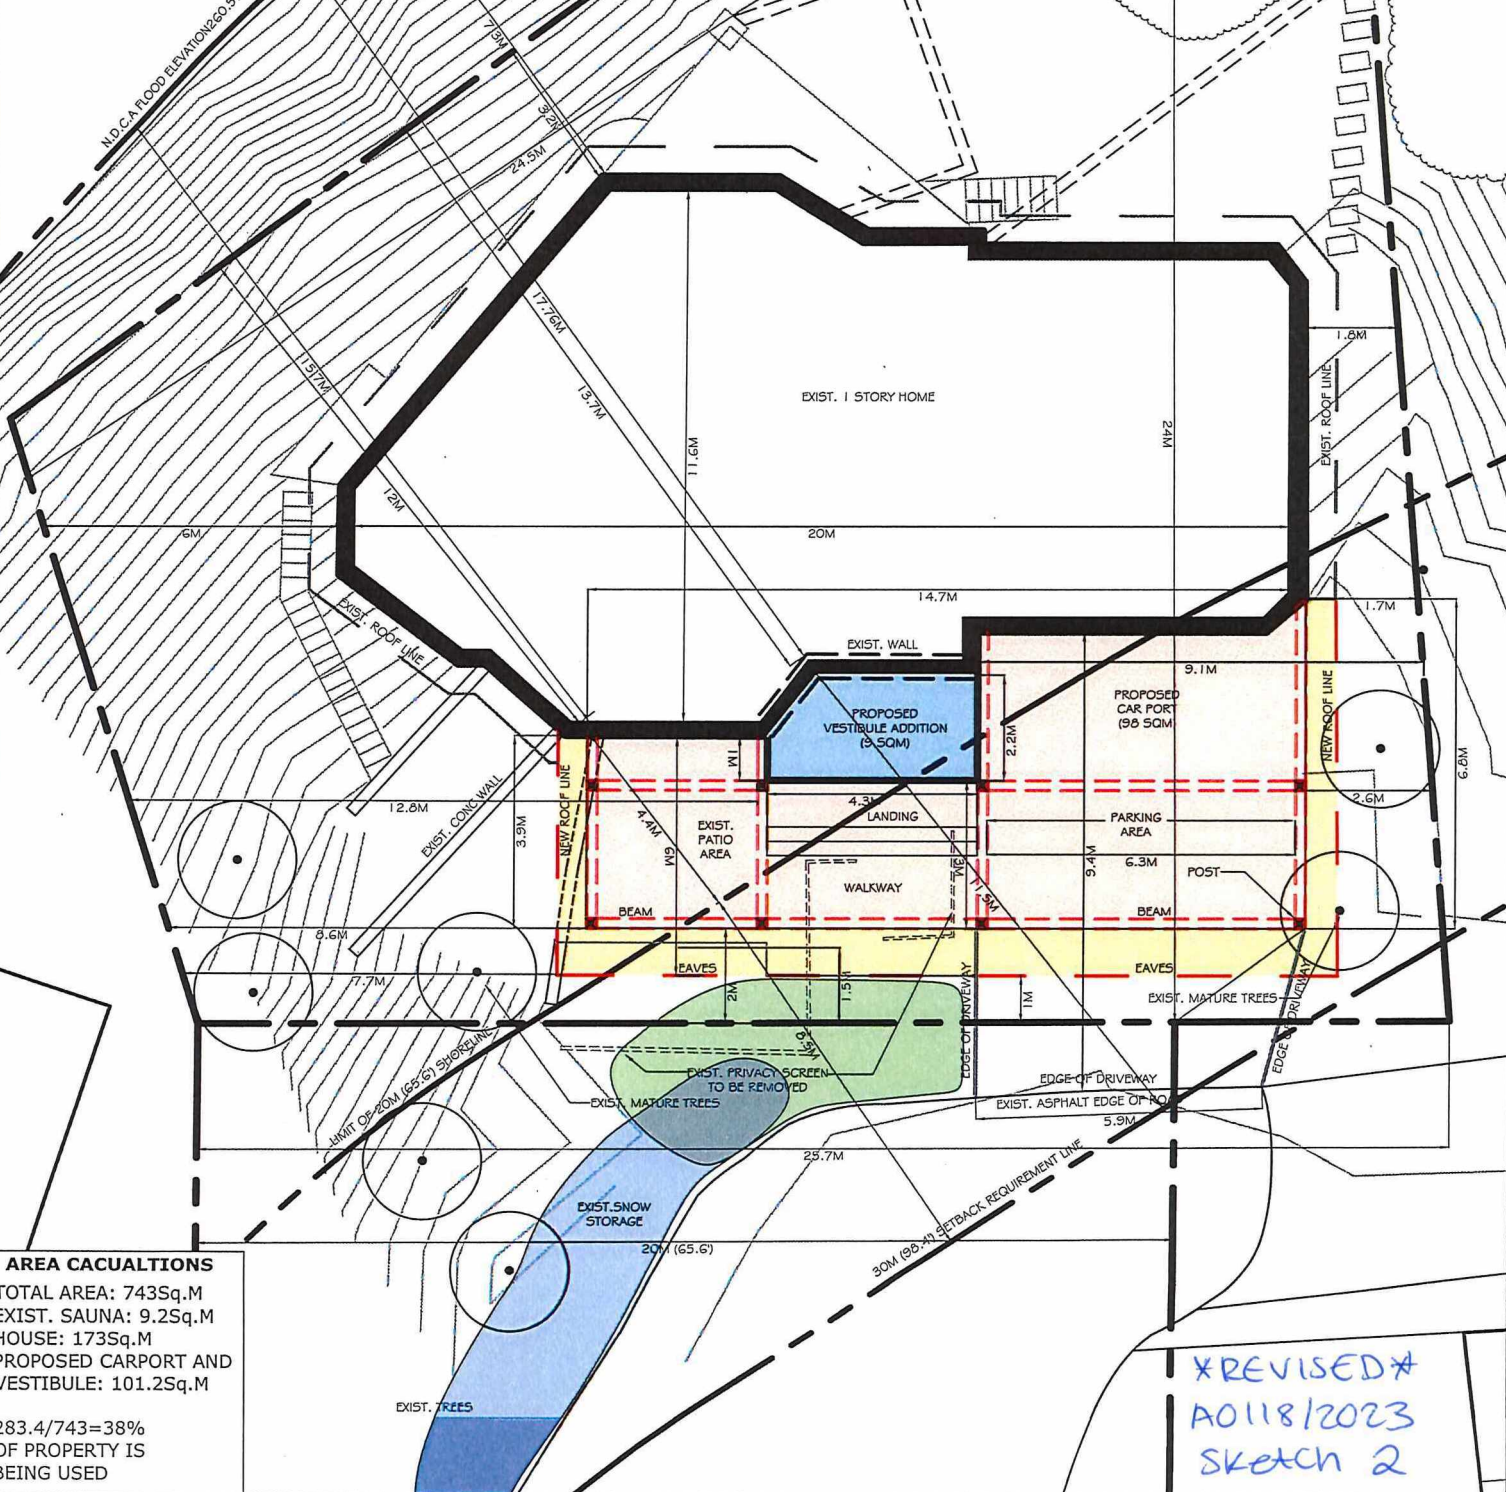 N.D.C.A FLOOD ELEVATION260.5
73M
3.2M
24.5M
17.76M
15.7M
13.7M
12M
EXIST. 1 STORY HOME
11.6M
24M
1.8M
EXIST. ROOF LINE
6M
20M
14.7M
EXIST. ROOF LINE
EXIST. WALL
1.7M
9.1M
PROPOSED
VESTIBULE ADDITION
(9 SQM)
PROPOSED
CAR PORT
(98 SQM)
NEW ROOF LINE
2.2M
1M
6.8M
12.8M
EXIST. CONC WALL
3.9M
NEW ROOF LINE
4.4M
6M
EXIST.
PATIO
AREA
4.3M
LANDING
WALKWAY
3M
1.5M
PARKING
AREA
6.3M
9.4M
2.6M
POST
BEAM
BEAM
8.6M
7.7M
EAVES
EAVES
2M
1.5M
1M
EDGE OF DRIVEWAY
EXIST. MATURE TREES
EDGE OF DRIVEWAY
8.5M
LIMIT OF 20M (65.6') SHORELINE
EXIST. PRIVACY SCREEN
TO BE REMOVED
EXIST. MATURE TREES
EDGE OF DRIVEWAY
EXIST. ASPHALT EDGE OF ROAD
5.9M
25.7M
EXIST.SNOW
STORAGE
20M (65.6')
30M (98.4') SETBACK REQUIREMENT LINE
EXIST. TREES
AREA CACUALTIONS
TOTAL AREA: 743Sq.M
EXIST. SAUNA: 9.2Sq.M
HOUSE: 173Sq.M
PROPOSED CARPORT AND
VESTIBULE: 101.2Sq.M
283.4/743=38%
OF PROPERTY IS
BEING USED
*REVISED*
A0118/2023
Sketch 2